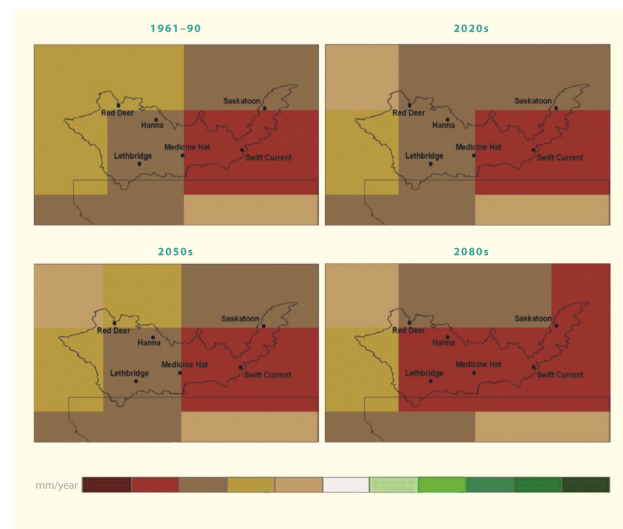 1961–90
2020s
Saskatoon
Red Deer
Hanna
Medicine Hat
Lethbridge
Swift Current
Saskatoon
Red Deer
Hanna
Medicine Hat
Lethbridge
Swift Current
2050s
2080s
Saskatoon
Red Deer
Hanna
Medicine Hat
Lethbridge
Swift Current
Saskatoon
Red Deer
Hanna
Medicine Hat
Lethbridge
Swift Current
mm/year